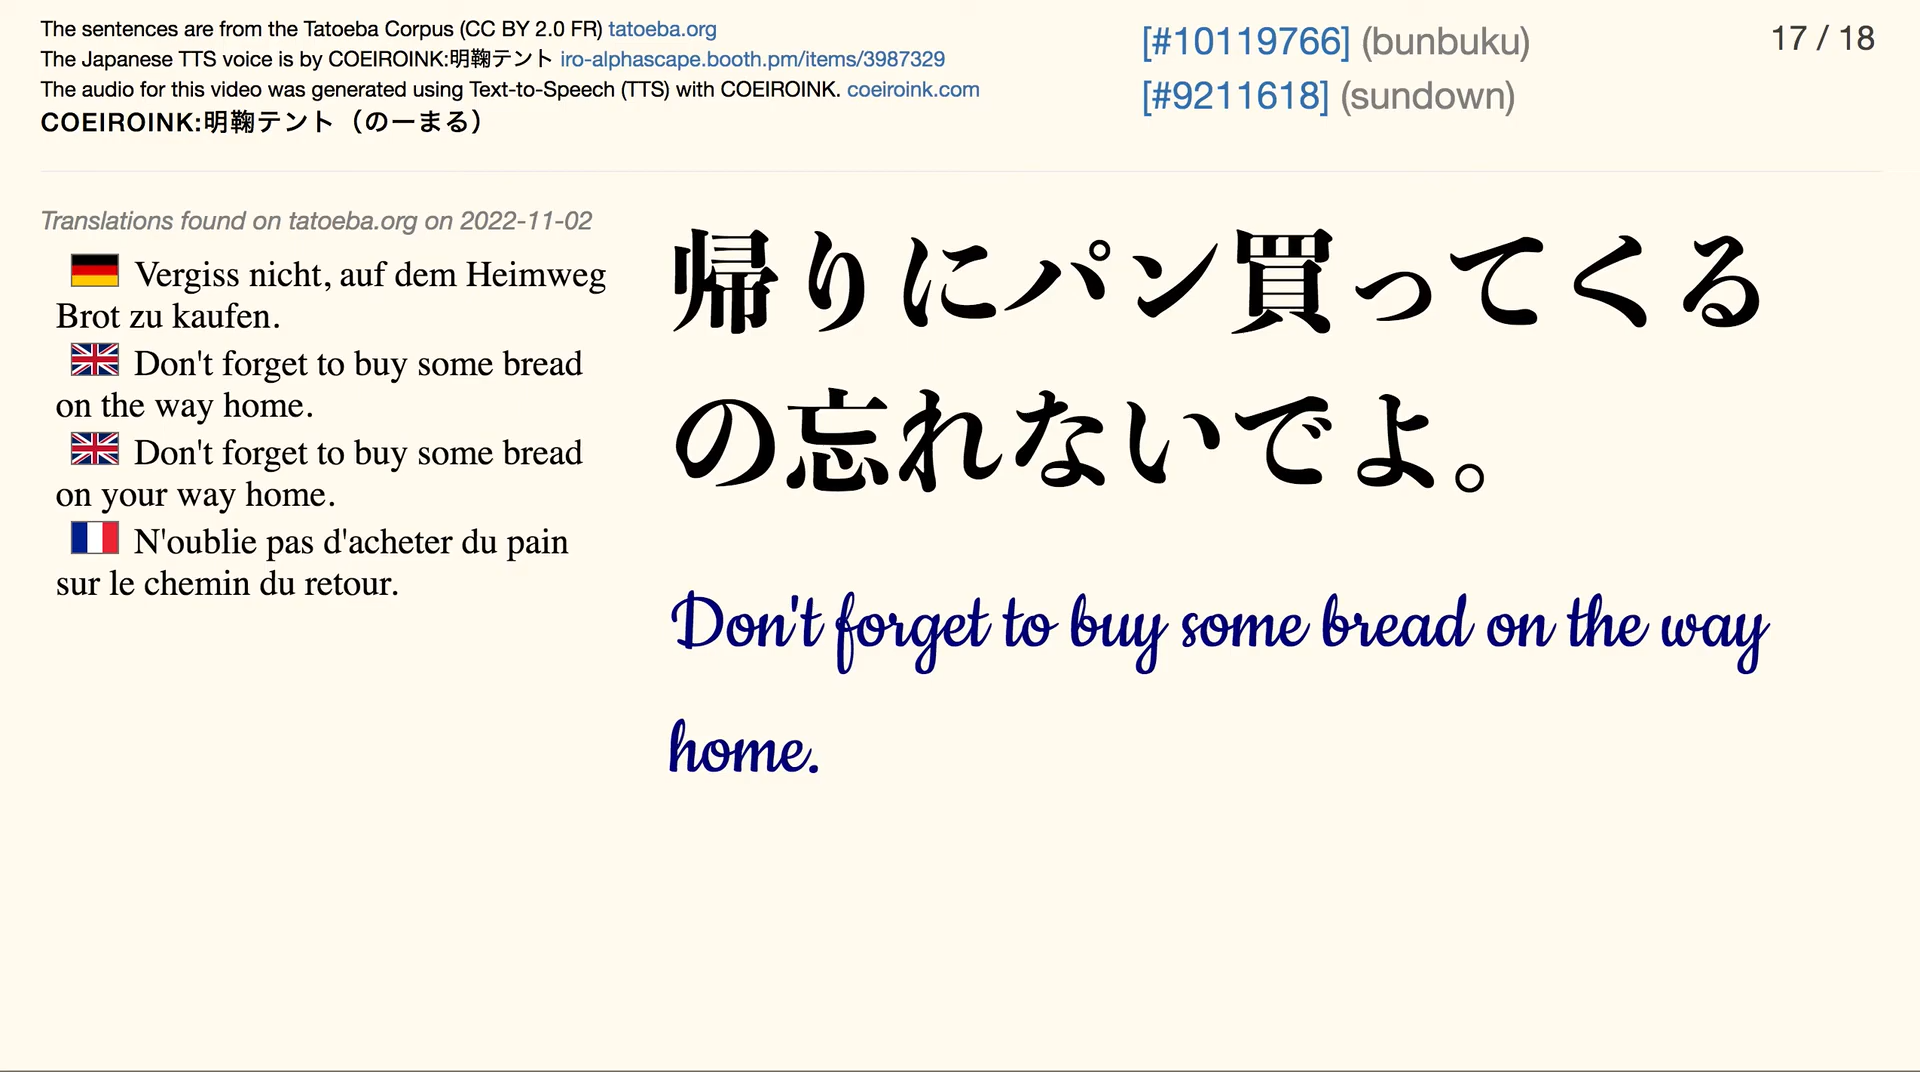 The sentences are from the Tatoeba Corpus (CC BY 2.0 FR) tatoeba.org
The Japanese TTS voice is by COEIROINK:明鞠テント iro-alphascape.booth.pm/items/3987329
The audio for this video was generated using Text-to-Speech (TTS) with COEIROINK. coeiroink.com
COEIROINK:明鞠テント（のーまる）
[#10119766] (bunbuku)
[#9211618] (sundown)
17 / 18
Translations found on tatoeba.org on 2022-11-02
Vergiss nicht, auf dem Heimweg
Brot zu kaufen.
Don't forget to buy some bread
on the way home.
Don't forget to buy some bread
on your way home.
N'oublie pas d'acheter du pain
sur le chemin du retour.
帰りにパン買ってくる
の忘れないでよ。
Don't forget to buy some bread on the way
home.